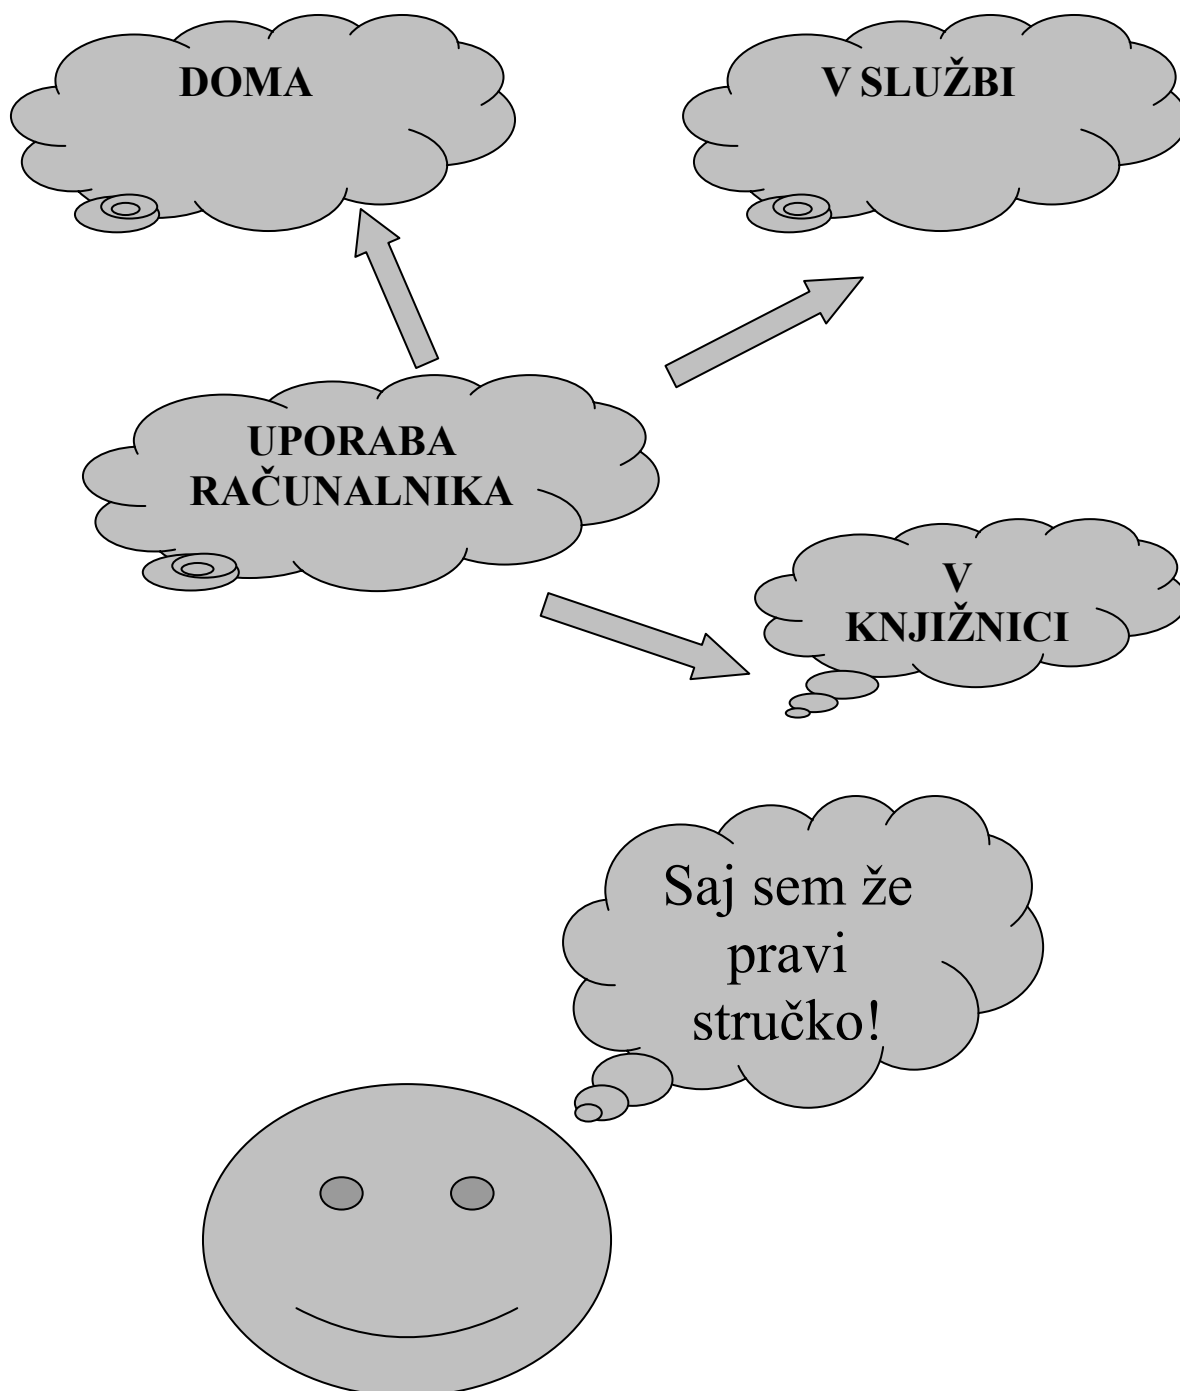 DOMA
V SLUŽBI
UPORABA
RAČUNALNIKA
V
KNJIŽNICI
Saj sem že
pravi
stručko!